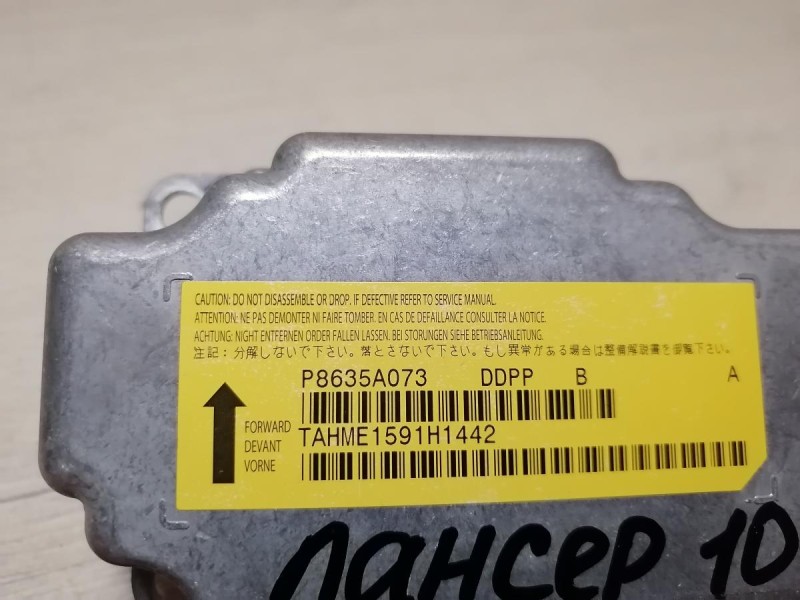 CAUTION: DO NOT DISASSEMBLE OR DROP. IF DEFECTIVE REFER TO SERVICE MANUAL.
ATTENTION: NE PAS DEMONTER NI FAIRE TOMBER. EN CAS DE DEFAILLANCE CONSULTER LA NOTICE.
ACHTUNG: NIGHT ENTFERNEN ORDER FALLEN LASSEN. BEI STORUNGEN SIEHE BETRIEBSANLEITUNG.
注記: 分解しないで下さい。落とさないで下さい。もし異常がある場合は整備解説書を御覧下さい。
P8635A073 DDPP B A
FORWARD
DEVANT
VORNE
TAHME1591H1442
Лансер 10